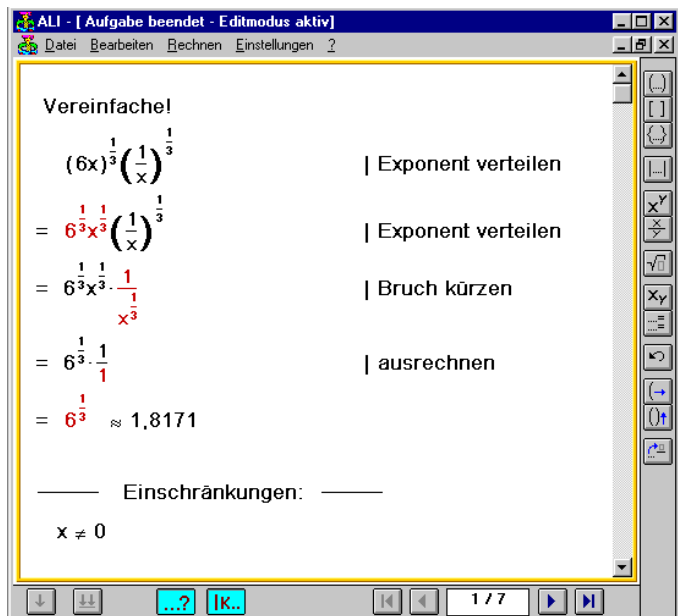 ALI - [ Aufgabe beendet - Editmodus aktiv]
Datei Bearbeiten Rechnen Einstellungen ?
Vereinfache!
(6x)^(1/3) (1/x)^(1/3) | Exponent verteilen
= 6^(1/3) x^(1/3) (1/x)^(1/3) | Exponent verteilen
= 6^(1/3) x^(1/3) · 1/x^(1/3) | Bruch kürzen
= 6^(1/3) · 1/1 | ausrechnen
= 6^(1/3) ≈ 1,8171
Einschränkungen:
x ≠ 0
...? |K..
1 / 7